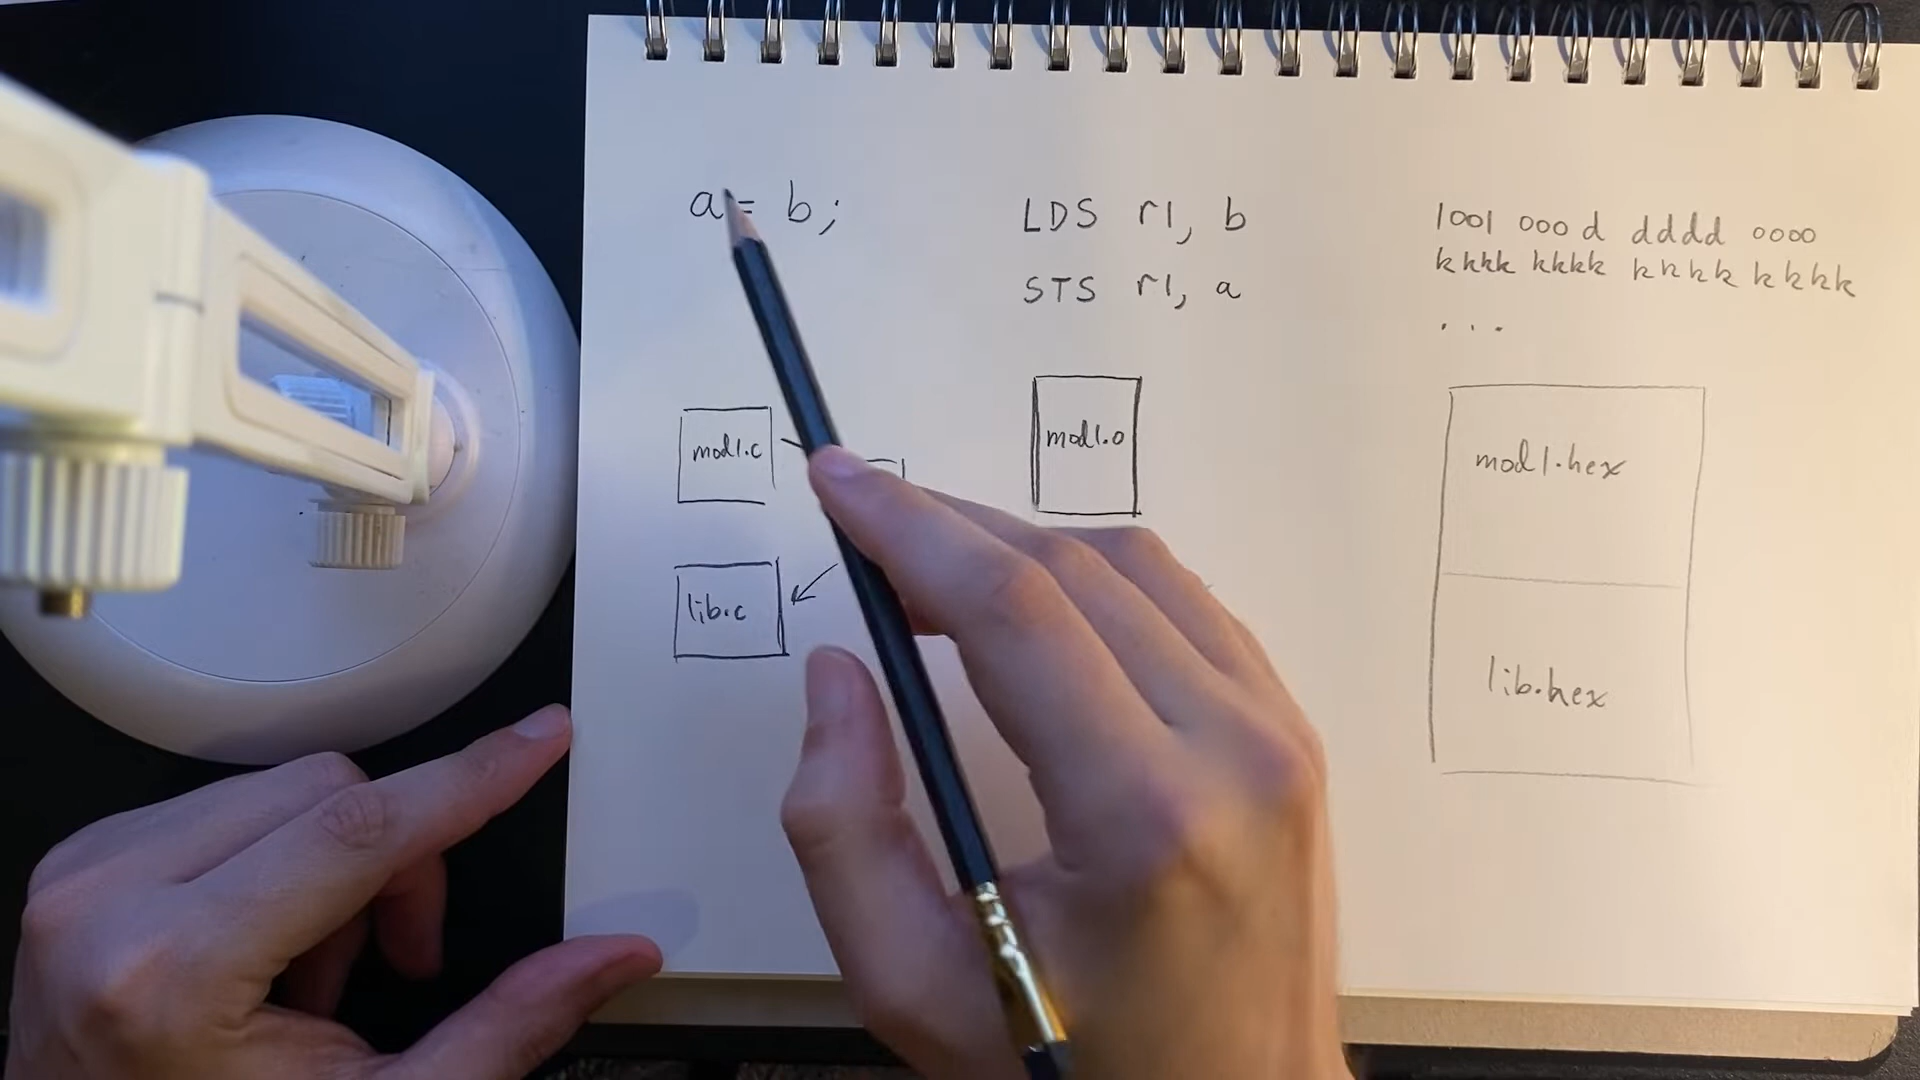 a = b;
LDS r1, b
STS r1, a
1001 000d dddd 0000
kkkk kkkk kkkk kkkk
...
mod1.c
lib.c
mod1.o
mod1.hex
lib.hex